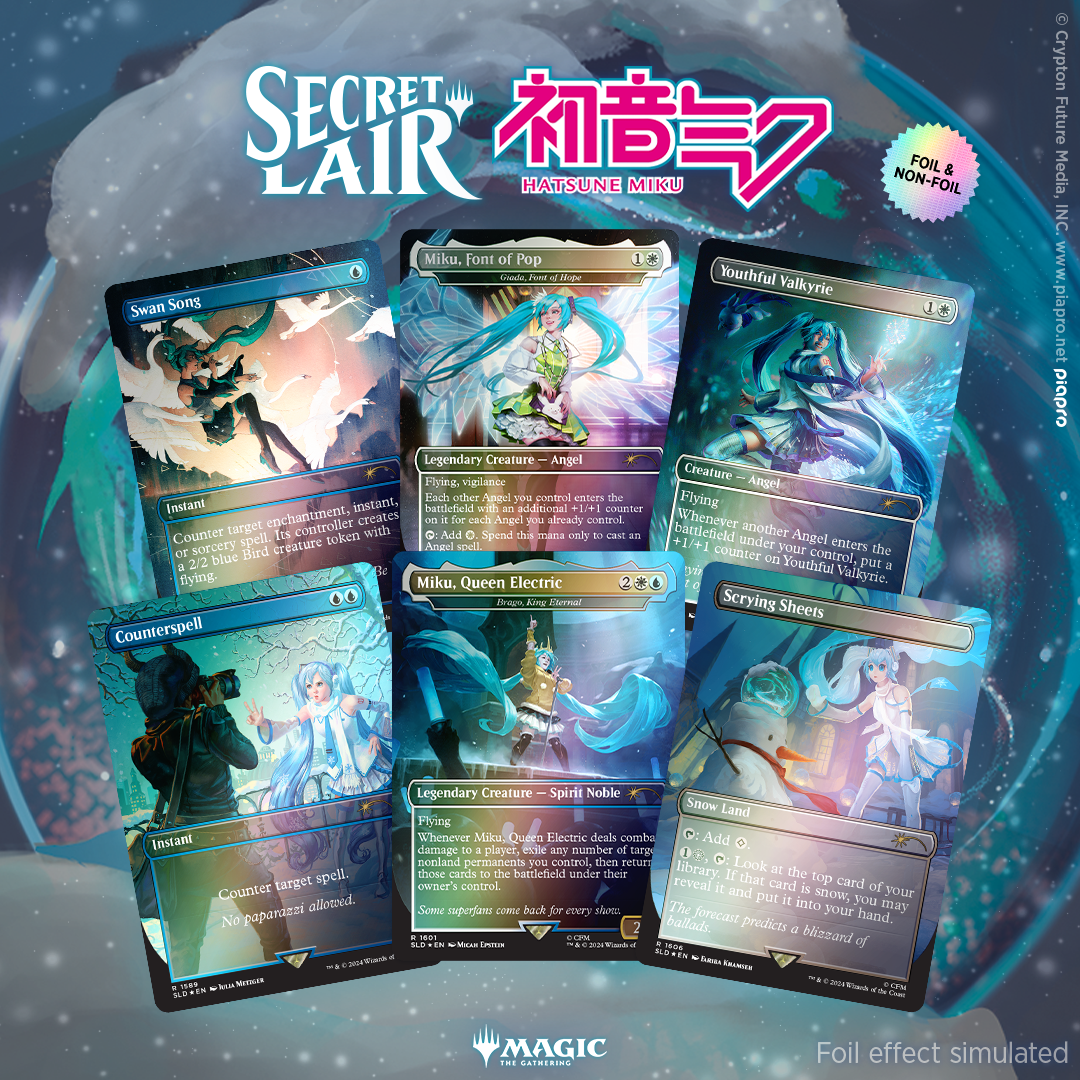 SECRET
LAIR
初音ミク
HATSUNE MIKU
FOIL &
NON-FOIL
© Crypton Future Media, INC. www.piapro.net piapro
Swan Song
Instant
Counter target enchantment, instant,
or sorcery spell. Its controller creates
a 2/2 blue Bird creature token with
flying.
Miku, Font of Pop
1
Giada, Font of Hope
Legendary Creature — Angel
Flying, vigilance
Each other Angel you control enters the
battlefield with an additional +1/+1 counter
on it for each Angel you already control.
: Add . Spend this mana only to cast an
Angel spell.
Youthful Valkyrie
1
Creature — Angel
Flying
Whenever another Angel enters the
battlefield under your control, put a
+1/+1 counter on Youthful Valkyrie.
Counterspell
Instant
Counter target spell.
No paparazzi allowed.
R 1589
SLD ★ EN Julia Metzger
™ & © 2024 Wizards of
Miku, Queen Electric
2
Brago, King Eternal
Legendary Creature — Spirit Noble
Flying
Whenever Miku, Queen Electric deals comba
damage to a player, exie any number of targe
nonland permanents you control, then return
those cards to the battlefield under their
owner's control.
Some superfans come back for every show.
2
R 1601
SLD ★ EN Micah Epstein
© CFM
™ & © 2024 Wizards of
Scrying Sheets
Snow Land
: Add .
1 , : Look at the top card of your
library. If that card is snow, you may
reveal it and put it into your hand.
The forecast predicts a blizzard of
ballads.
R 1606
SLD ★ EN Fariba Khamseh
© CFM
™ & © 2024 Wizards of the Coast
MAGIC
THE GATHERING
Foil effect simulated